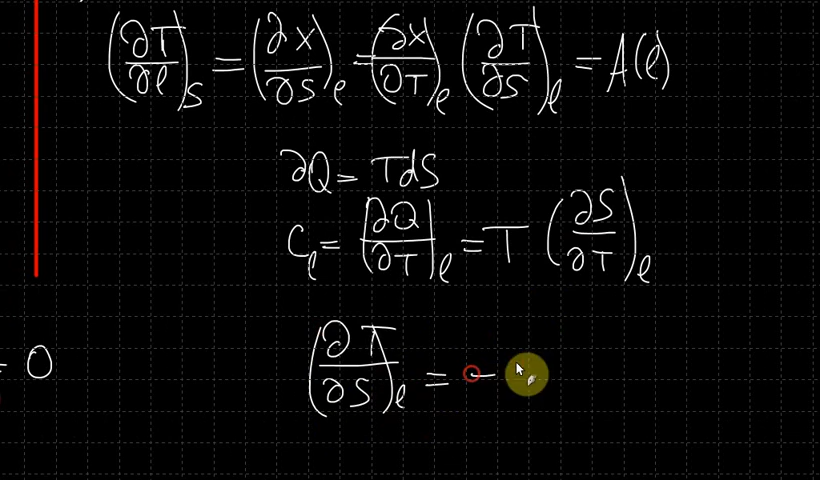 (∂T/∂l)_S = (∂X/∂S)_l = (∂X/∂T)_l (∂T/∂S)_l = A(l)
∂Q = TdS
C_l = (∂Q/∂T)_l = T (∂S/∂T)_l
= 0
(∂T/∂S)_l = −